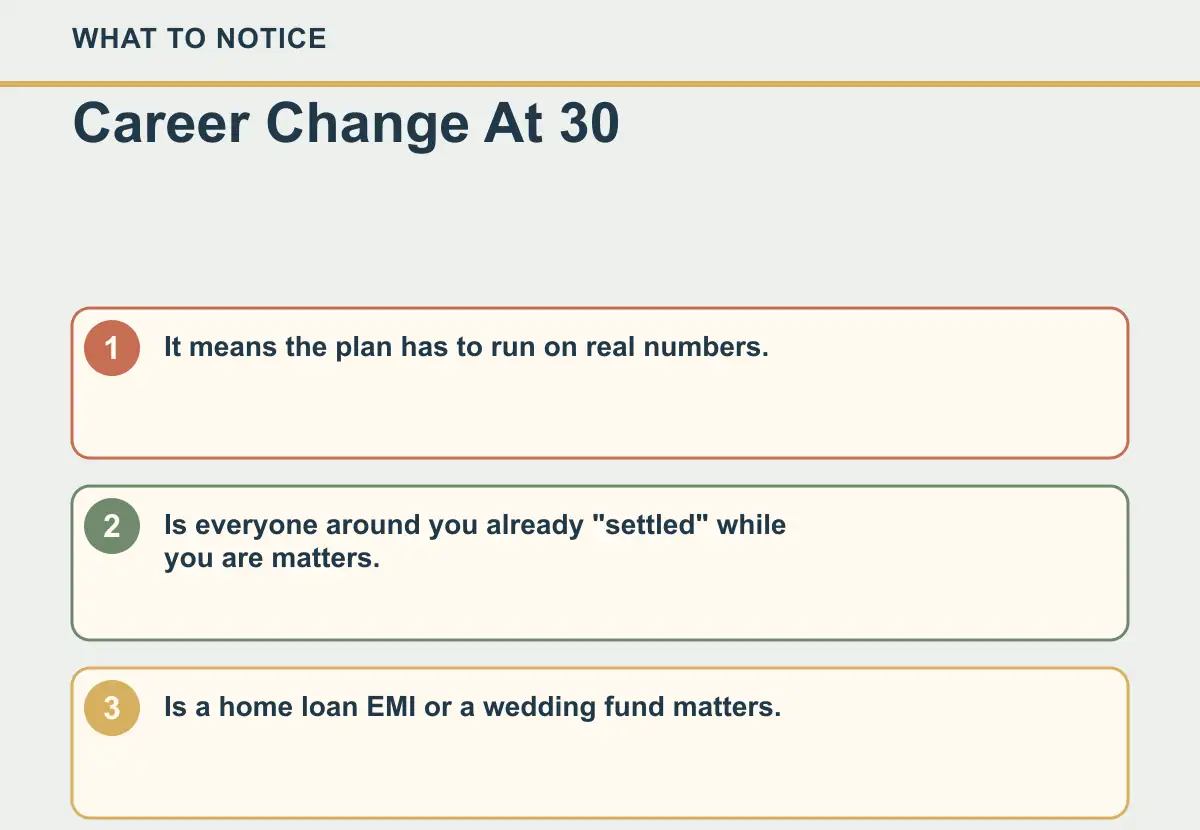 WHAT TO NOTICE
Career Change At 30
1
It means the plan has to run on real numbers.
2
Is everyone around you already "settled" while
you are matters.
3
Is a home loan EMI or a wedding fund matters.